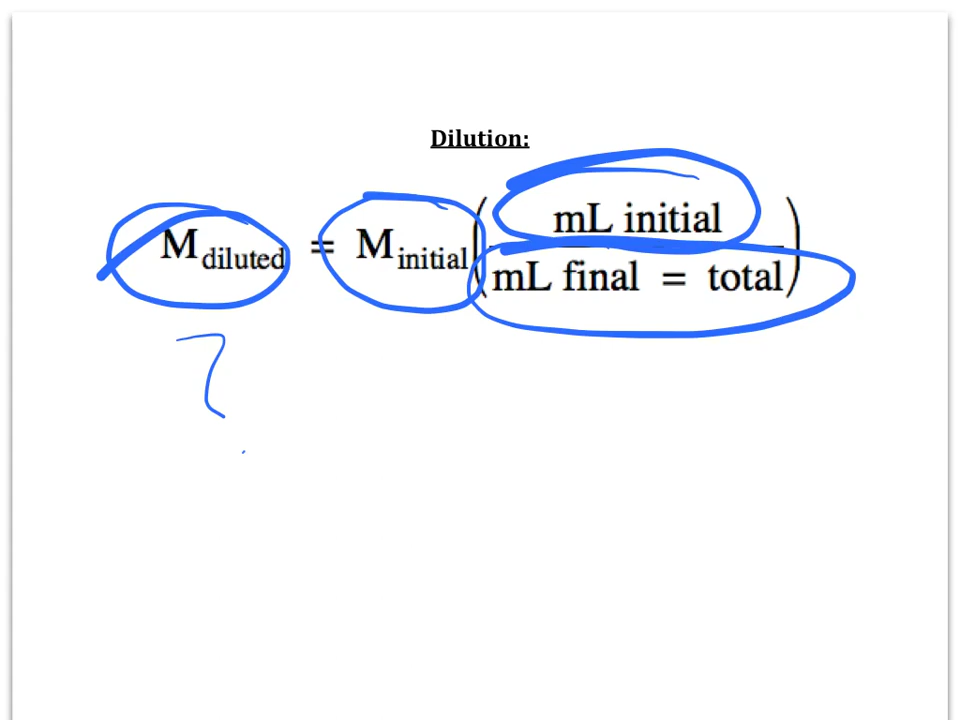 Dilution:
M diluted = M initial ( mL initial / mL final = total )
?